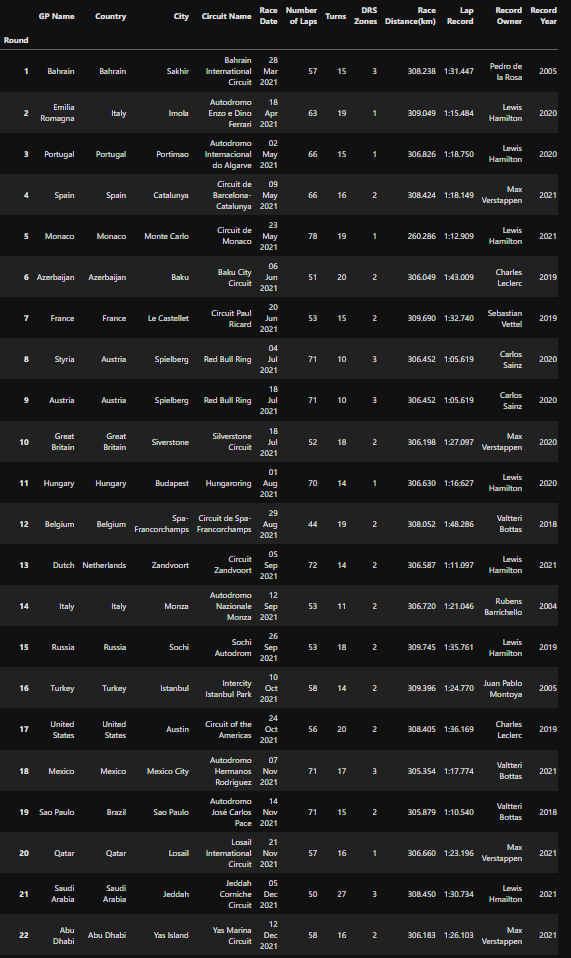 GP Name Country City Circuit Name Race Date Number of Laps Turns DRS Zones Race Distance(km) Lap Record Record Owner Record Year
Round
1 Bahrain Bahrain Sakhir Bahrain International Circuit 28 Mar 2021 57 15 3 308.238 1:31.447 Pedro de la Rosa 2005
2 Emilia Romagna Italy Imola Autodromo Enzo e Dino Ferrari 18 Apr 2021 63 19 1 309.049 1:15.484 Lewis Hamilton 2020
3 Portugal Portugal Portimao Autodromo Internacional do Algarve 02 May 2021 66 15 1 306.826 1:18.750 Lewis Hamilton 2020
4 Spain Spain Catalunya Circuit de Barcelona-Catalunya 09 May 2021 66 16 2 308.424 1:18.149 Max Verstappen 2021
5 Monaco Monaco Monte Carlo Circuit de Monaco 23 May 2021 78 19 1 260.286 1:12.909 Lewis Hamilton 2021
6 Azerbaijan Azerbaijan Baku Baku City Circuit 06 Jun 2021 51 20 2 306.049 1:43.009 Charles Leclerc 2019
7 France France Le Castellet Circuit Paul Ricard 20 Jun 2021 53 15 2 309.690 1:32.740 Sebastian Vettel 2019
8 Styria Austria Spielberg Red Bull Ring 04 Jul 2021 71 10 3 306.452 1:05.619 Carlos Sainz 2020
9 Austria Austria Spielberg Red Bull Ring 18 Jul 2021 71 10 3 306.452 1:05.619 Carlos Sainz 2020
10 Great Britain Great Britain Siverstone Silverstone Circuit 18 Jul 2021 52 18 2 306.198 1:27.097 Max Verstappen 2020
11 Hungary Hungary Budapest Hungaroring 01 Aug 2021 70 14 1 306.630 1:16:627 Lewis Hamilton 2020
12 Belgium Belgium Spa-Francorchamps Circuit de Spa-Francorchamps 29 Aug 2021 44 19 2 308.052 1:48.286 Valtteri Bottas 2018
13 Dutch Netherlands Zandvoort Circuit Zandvoort 05 Sep 2021 72 14 2 306.587 1:11.097 Lewis Hamilton 2021
14 Italy Italy Monza Autodromo Nazionale Monza 12 Sep 2021 53 11 2 306.720 1:21.046 Rubens Barrichello 2004
15 Russia Russia Sochi Sochi Autodrom 26 Sep 2021 53 18 2 309.745 1:35.761 Lewis Hamilton 2019
16 Turkey Turkey Istanbul Intercity Istanbul Park 10 Oct 2021 58 14 2 309.396 1:24.770 Juan Pablo Montoya 2005
17 United States United States Austin Circuit of the Americas 24 Oct 2021 56 20 2 308.405 1:36.169 Charles Leclerc 2019
18 Mexico Mexico Mexico City Autodromo Hermanos Rodriguez 07 Nov 2021 71 17 3 305.354 1:17.774 Valtteri Bottas 2021
19 Sao Paulo Brazil Sao Paulo Autodromo José Carlos Pace 14 Nov 2021 71 15 2 305.879 1:10.540 Valtteri Bottas 2018
20 Qatar Qatar Losail Losail International Circuit 21 Nov 2021 57 16 1 306.660 1:23.196 Max Verstappen 2021
21 Saudi Arabia Saudi Arabia Jeddah Jeddah Corniche Circuit 05 Dec 2021 50 27 3 308.450 1:30.734 Lewis Hmailton 2021
22 Abu Dhabi Abu Dhabi Yas Island Yas Marina Circuit 12 Dec 2021 58 16 2 306.183 1:26.103 Max Verstappen 2021